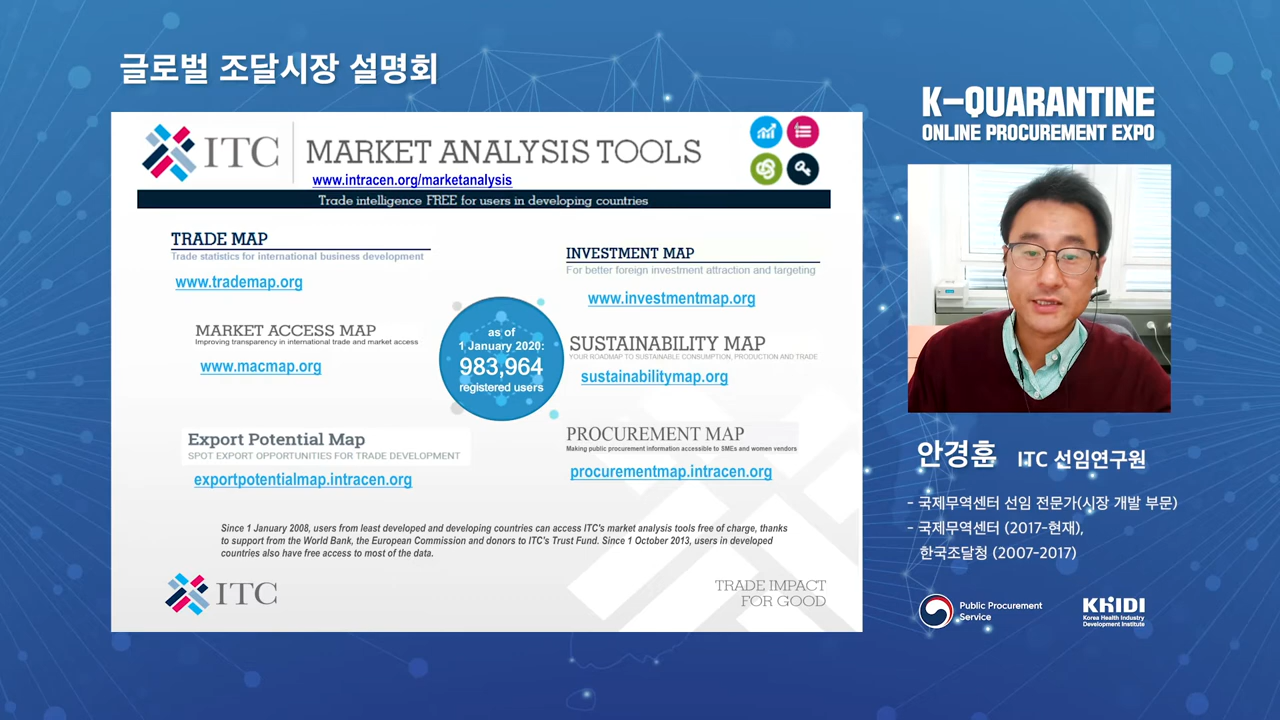 글로벌 조달시장 설명회
ITC
MARKET ANALYSIS TOOLS
www.intracen.org/marketanalysis
Trade intelligence FREE for users in developing countries
TRADE MAP
Trade statistics for international business development
www.trademap.org
MARKET ACCESS MAP
Improving transparency in international trade and market access
www.macmap.org
Export Potential Map
SPOT EXPORT OPPORTUNITIES FOR TRADE DEVELOPMENT
exportpotentialmap.intracen.org
as of
1 January 2020:
983,964
registered users
INVESTMENT MAP
For better foreign investment attraction and targeting
www.investmentmap.org
SUSTAINABILITY MAP
YOUR ROADMAP TO SUSTAINABLE CONSUMPTION, PRODUCTION AND TRADE
sustainabilitymap.org
PROCUREMENT MAP
Making public procurement information accessible to SMEs and women vendors
procurementmap.intracen.org
Since 1 January 2008, users from least developed and developing countries can access ITC's market analysis tools free of charge, thanks
to support from the World Bank, the European Commission and donors to ITC's Trust Fund. Since 1 October 2013, users in developed
countries also have free access to most of the data.
ITC
TRADE IMPACT
FOR GOOD
K-QUARANTINE
ONLINE PROCUREMENT EXPO
안경훈 ITC 선임연구원
- 국제무역센터 선임 전문가(시장 개발 부문)
- 국제무역센터 (2017-현재),
한국조달청 (2007-2017)
Public Procurement
Service
KHIDI
Korea Health Industry
Development Institute